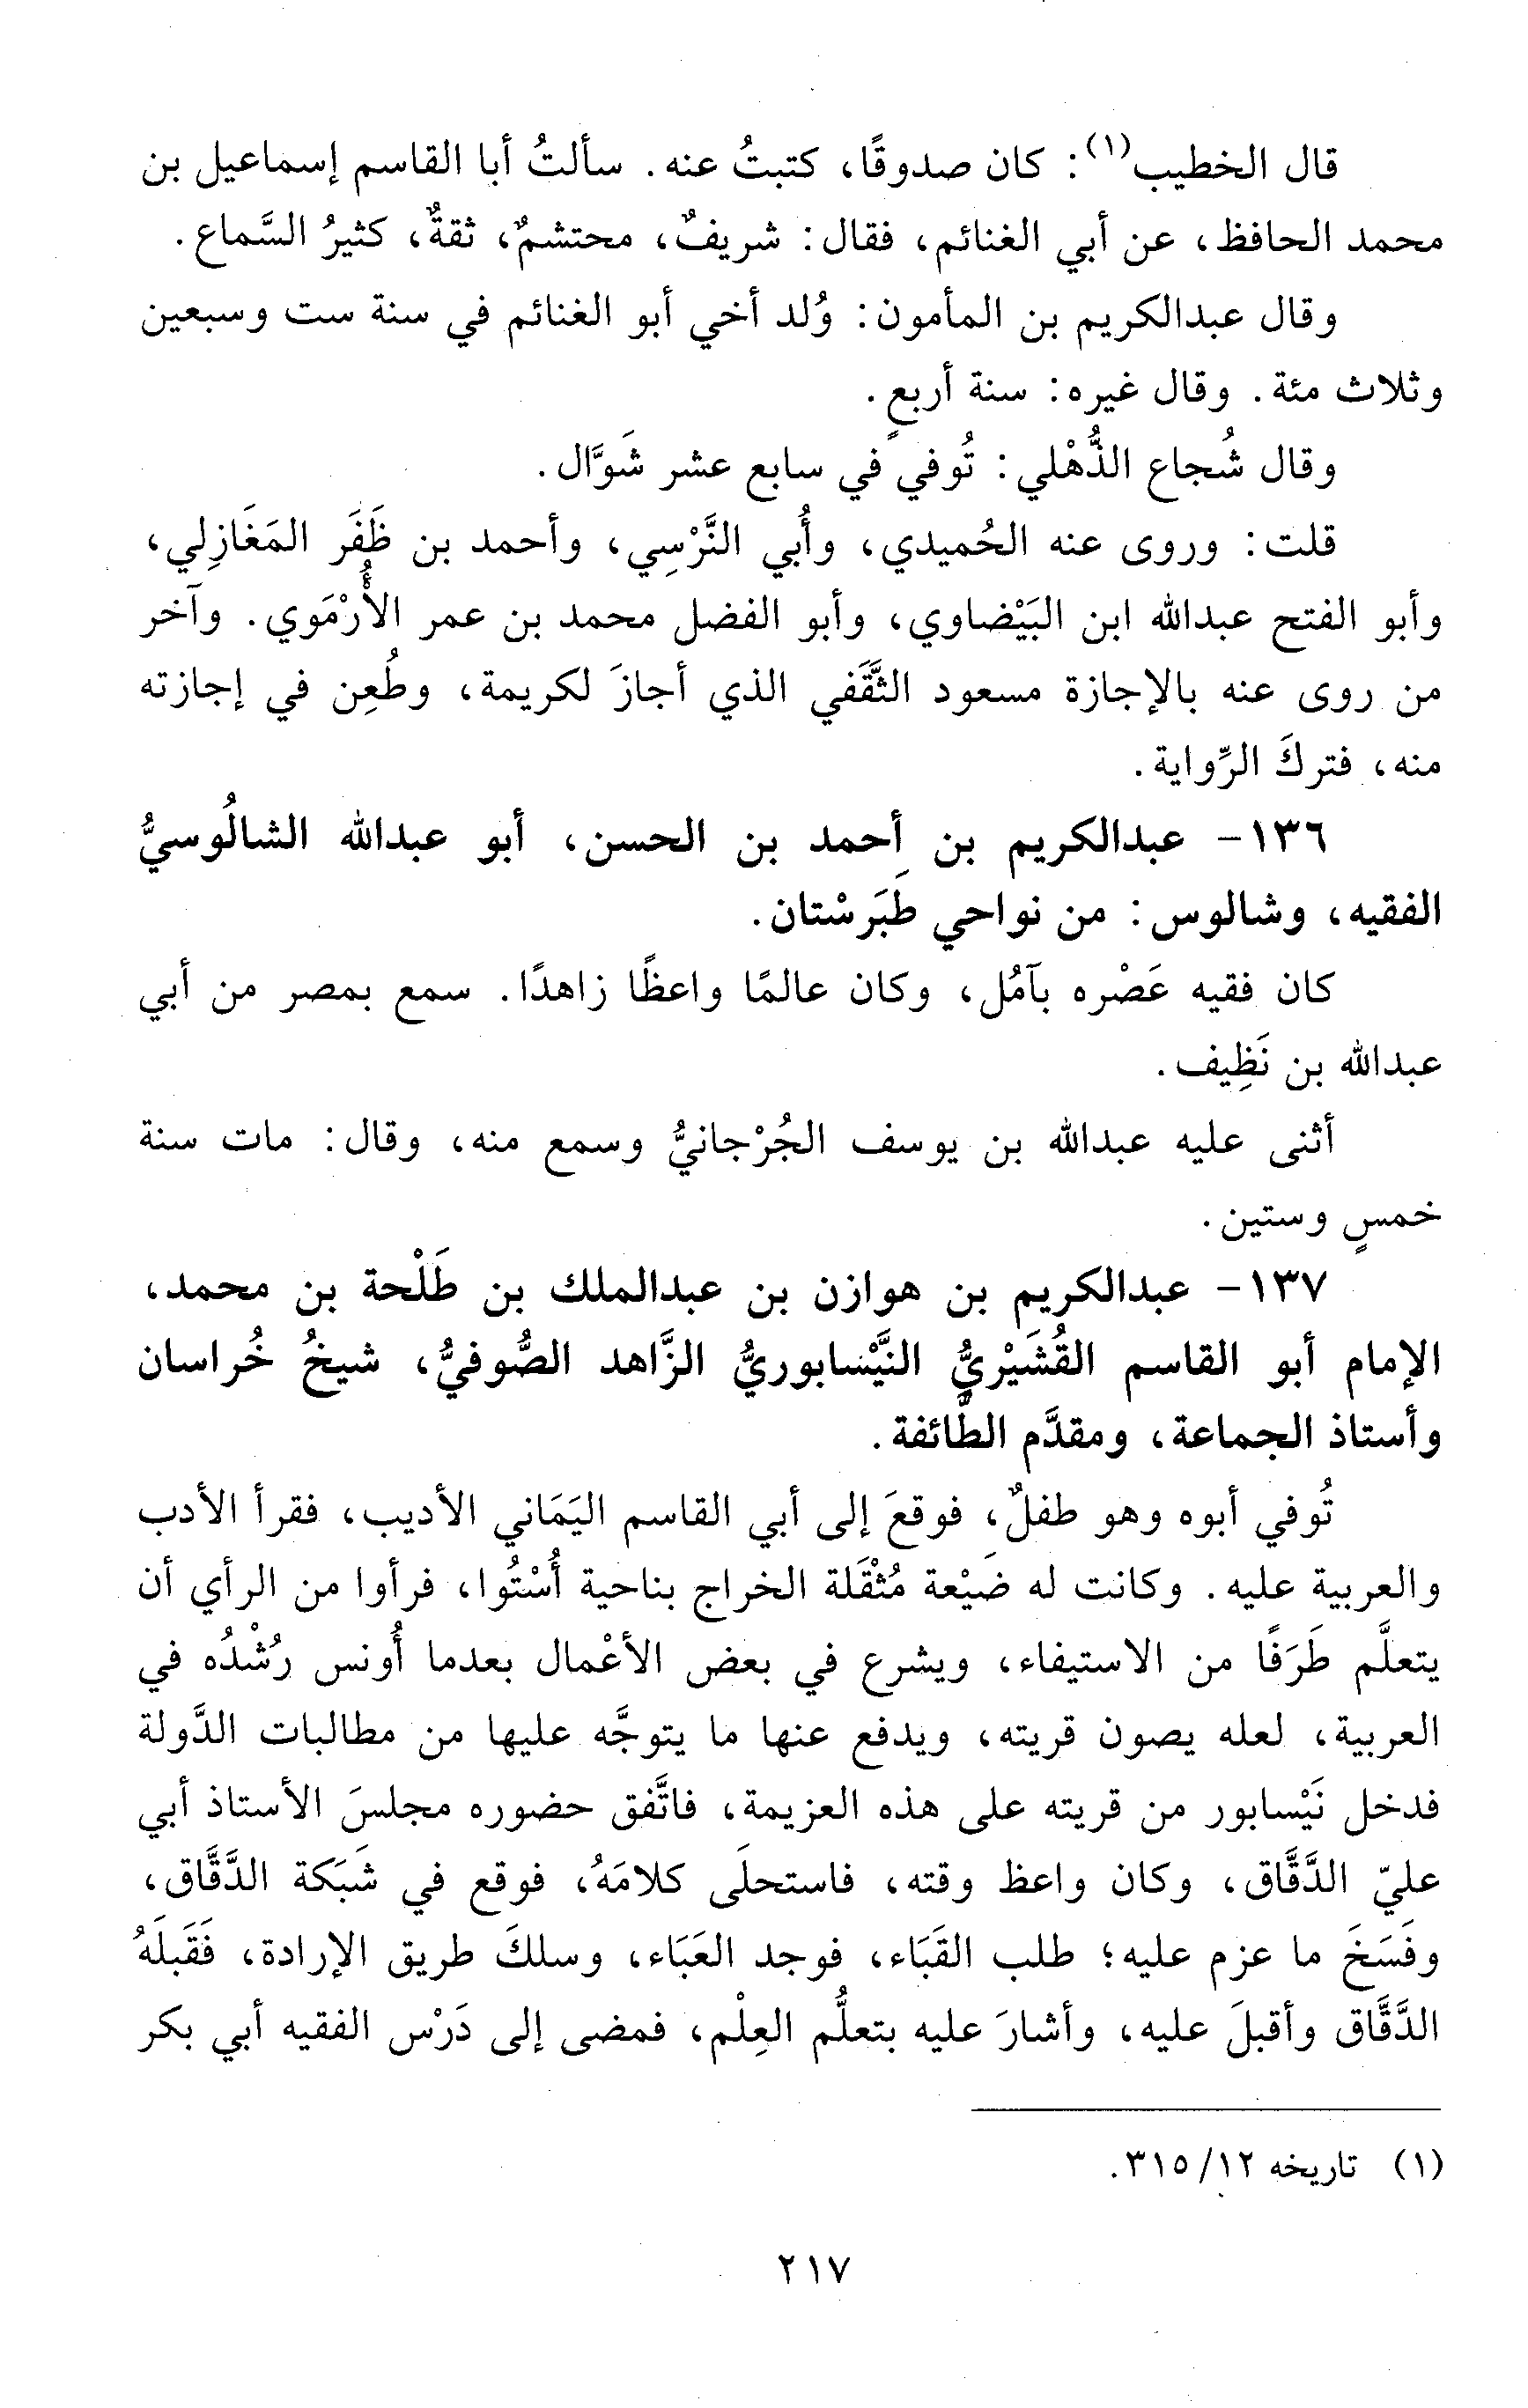 قال الخطيب(١): كان صدوقًا، كتبتُ عنه. سألتُ أبا القاسم إسماعيل بن
محمد الحافظ، عن أبي الغنائم، فقال: شريفٌ، محتشمٌ، ثقةٌ، كثيرُ السَّماع.
وقال عبدالكريم بن المأمون: وُلد أخي أبو الغنائم في سنة ست وسبعين
وثلاث مئة. وقال غيره: سنة أربعٍ.
وقال شُجاع الذُّهْلي: تُوفي في سابع عشر شَوَّال.
قلت: وروى عنه الحُميدي، وأُبي النَّرْسِي، وأحمد بن ظَفَر المَغَازِلي،
وأبو الفتح عبدالله ابن البَيْضاوي، وأبو الفضل محمد بن عمر الأُرْمَوي. وآخر
من روى عنه بالإجازة مسعود الثَّقَفي الذي أجازَ لكريمة، وطُعِن في إجازته
منه، فتركَ الرِّواية.
١٣٦- عبدالكريم بن أحمد بن الحسن، أبو عبدالله الشالُوسيُّ
الفقيه، وشالوس: من نواحي طَبَرِسْتان.
كان فقيه عَصْره بآمُل، وكان عالمًا واعظًا زاهدًا. سمع بمصر من أبي
عبدالله بن نَظِيف.
أثنى عليه عبدالله بن يوسف الجُرْجانيُّ وسمع منه، وقال: مات سنة
خمسٍ وستين.
١٣٧- عبدالكريم بن هوازن بن عبدالملك بن طَلْحة بن محمد،
الإمام أبو القاسم القُشَيْريُّ النَّيْسابوريُّ الزَّاهد الصُّوفيُّ، شيخُ خُراسان
وأستاذ الجماعة، ومقدَّم الطَّائفة.
تُوفي أبوه وهو طفلٌ، فوقعَ إلى أبي القاسم اليَمَاني الأديب، فقرأ الأدب
والعربية عليه. وكانت له ضَيْعة مُثْقَلة الخراج بناحية أُسْتُوا، فرأوا من الرأي أن
يتعلَّم طَرَفًا من الاستيفاء، ويشرع في بعض الأعْمال بعدما أُونس رُشْدُه في
العربية، لعله يصون قريته، ويدفع عنها ما يتوجَّه عليها من مطالبات الدَّولة
فدخل نَيْسابور من قريته على هذه العزيمة، فاتَّفق حضوره مجلسَ الأستاذ أبي
عليّ الدَّقَّاق، وكان واعظ وقته، فاستحلَى كلامَهُ، فوقع في شَبَكة الدَّقَّاق،
وفَسَخَ ما عزم عليه؛ طلب القَبَاء، فوجد العَبَاء، وسلكَ طريق الإرادة، فَقَبلَهُ
الدَّقَّاق وأقبلَ عليه، وأشارَ عليه بتعلُّم العِلْم، فمضى إلى دَرْس الفقيه أبي بكر
(١) تاريخه ١٢/ ٣١٥.
٢١٧